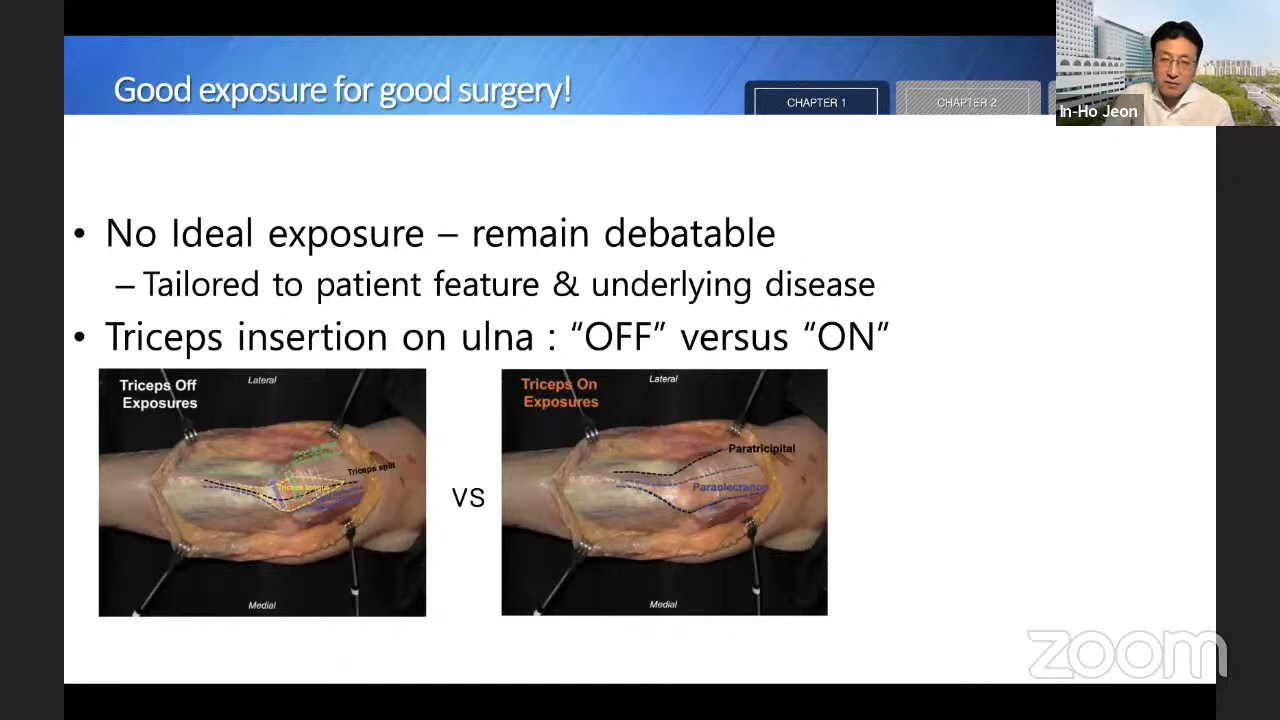 Good exposure for good surgery!
CHAPTER 1
CHAPTER 2
In-Ho Jeon
• No Ideal exposure – remain debatable
– Tailored to patient feature & underlying disease
• Triceps insertion on ulna : “OFF” versus “ON”
Triceps Off
Exposures
Lateral
Triceps split
Triceps tongue
Medial
vs
Triceps On
Exposures
Lateral
Paratricipital
Paraolecranon
Medial
zoom